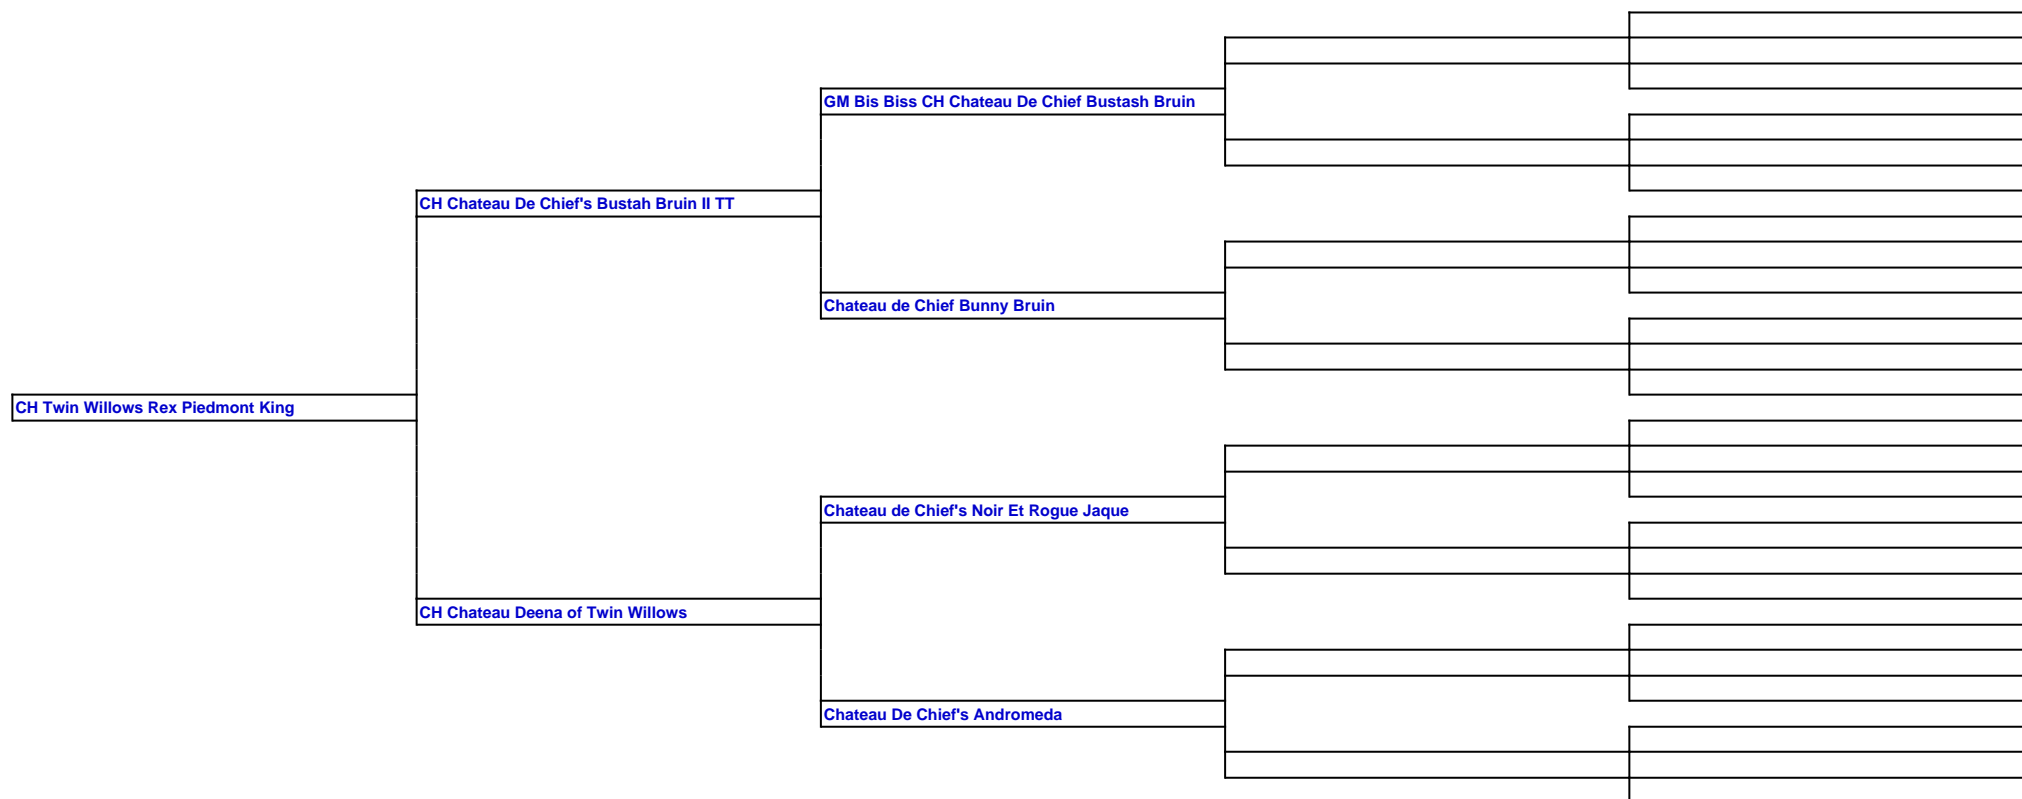 GM Bis Biss CH Chateau De Chief Bustash Bruin
CH Chateau De Chief's Bustah Bruin II TT
Chateau de Chief Bunny Bruin
CH Twin Willows Rex Piedmont King
Chateau de Chief's Noir Et Rogue Jaque
CH Chateau Deena of Twin Willows
Chateau De Chief's Andromeda